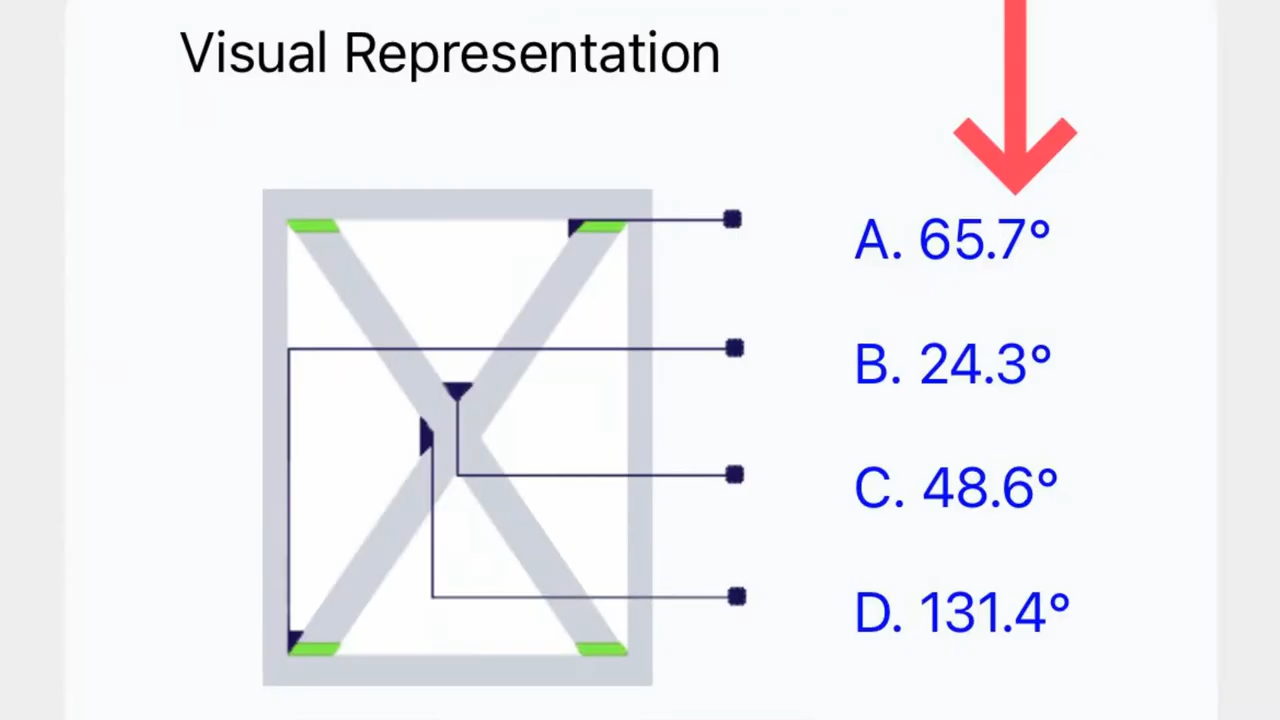 Visual Representation
A. 65.7°
B. 24.3°
C. 48.6°
D. 131.4°